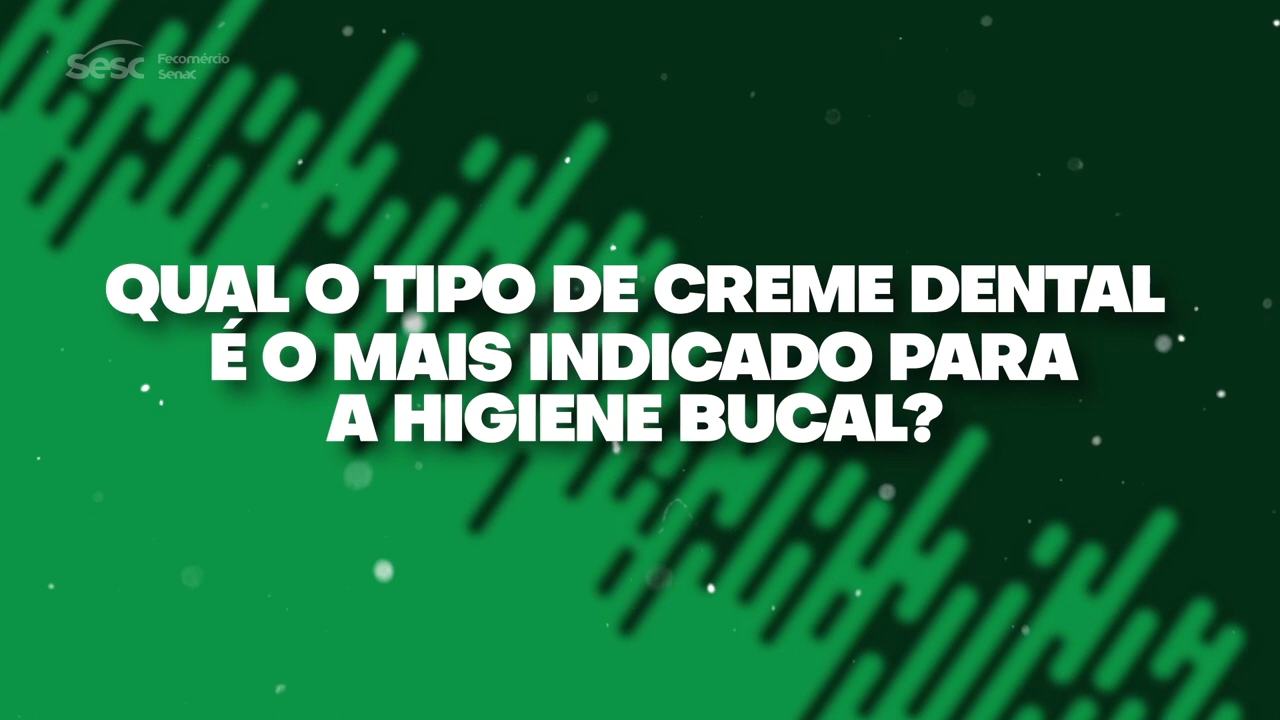 Sesc
Fecomércio
Senac
QUAL O TIPO DE CREME DENTAL
É O MAIS INDICADO PARA
A HIGIENE BUCAL?